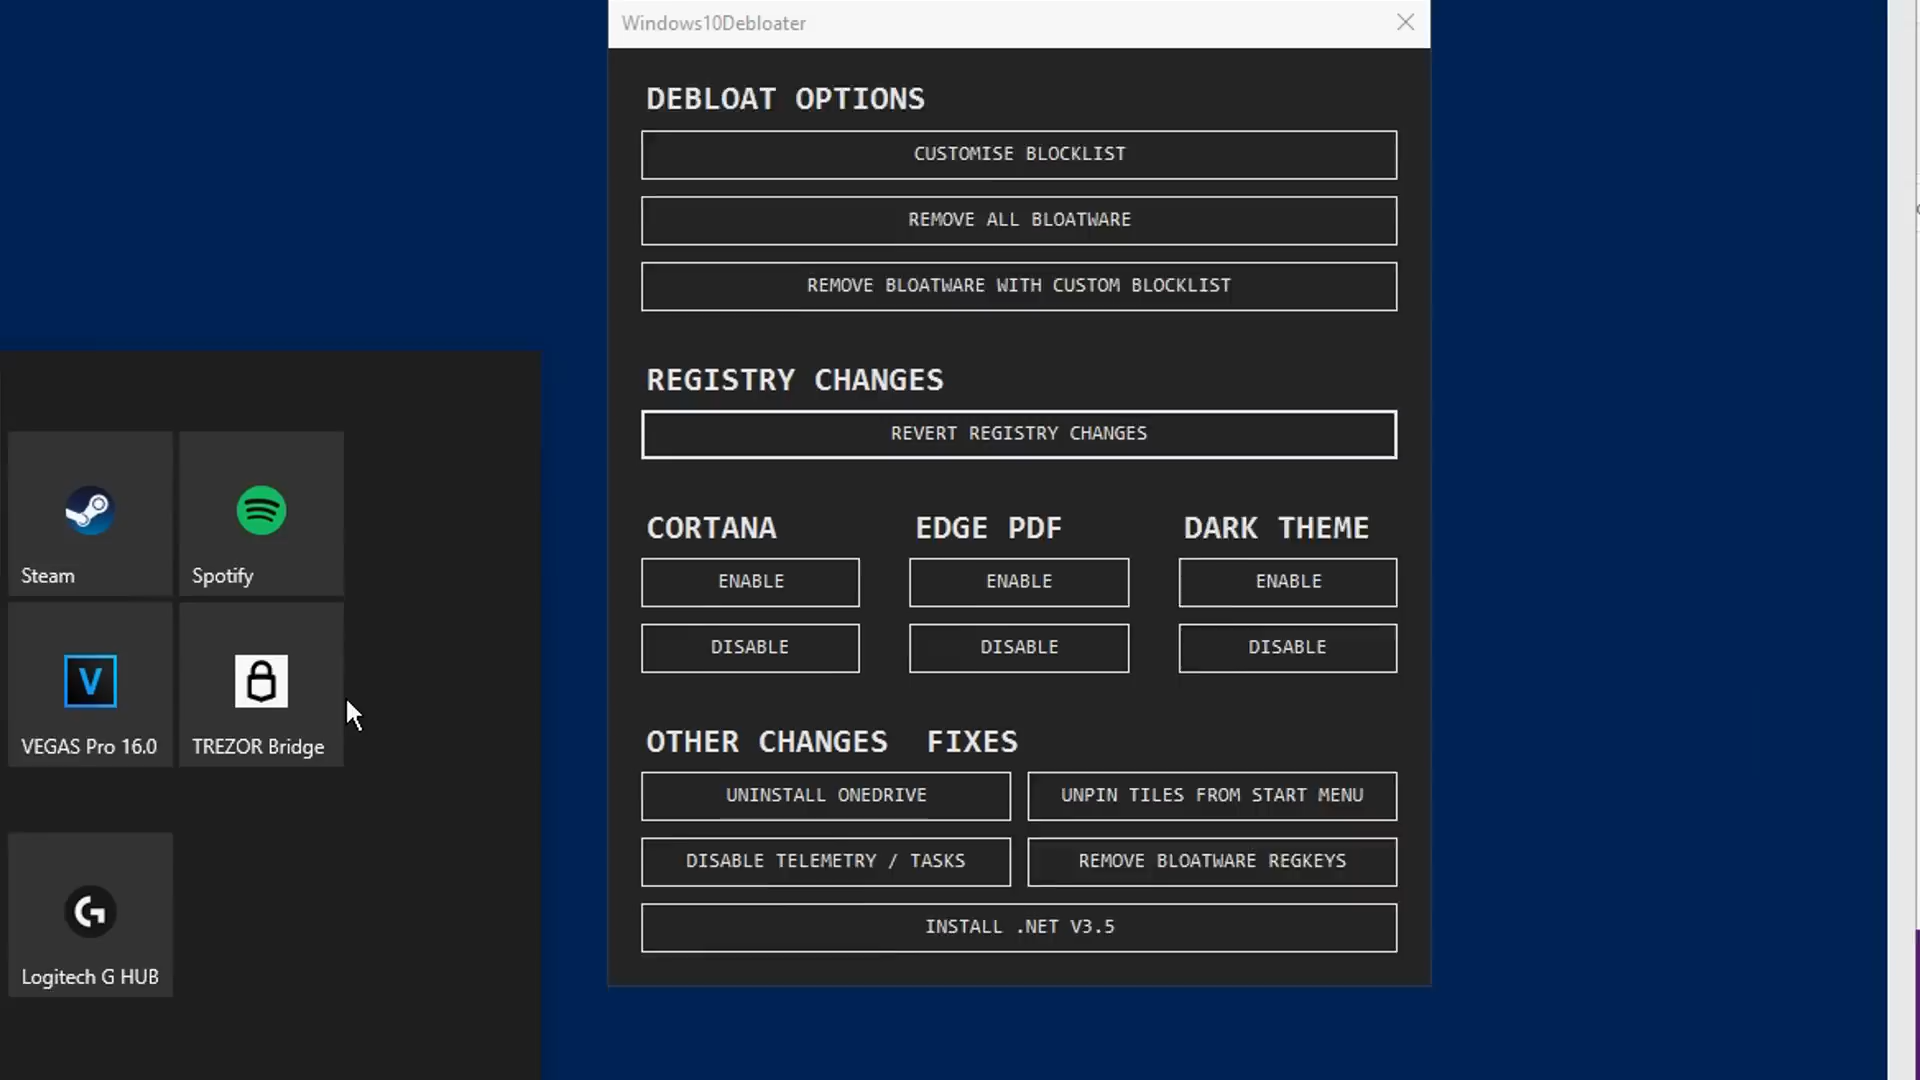 Windows10Debloater
DEBLOAT OPTIONS
CUSTOMISE BLOCKLIST
REMOVE ALL BLOATWARE
REMOVE BLOATWARE WITH CUSTOM BLOCKLIST
REGISTRY CHANGES
REVERT REGISTRY CHANGES
CORTANA EDGE PDF DARK THEME
ENABLE ENABLE ENABLE
DISABLE DISABLE DISABLE
OTHER CHANGES FIXES
UNINSTALL ONEDRIVE UNPIN TILES FROM START MENU
DISABLE TELEMETRY / TASKS REMOVE BLOATWARE REGKEYS
INSTALL .NET V3.5
Steam Spotify
V
VEGAS Pro 16.0 TREZOR Bridge
G
Logitech G HUB